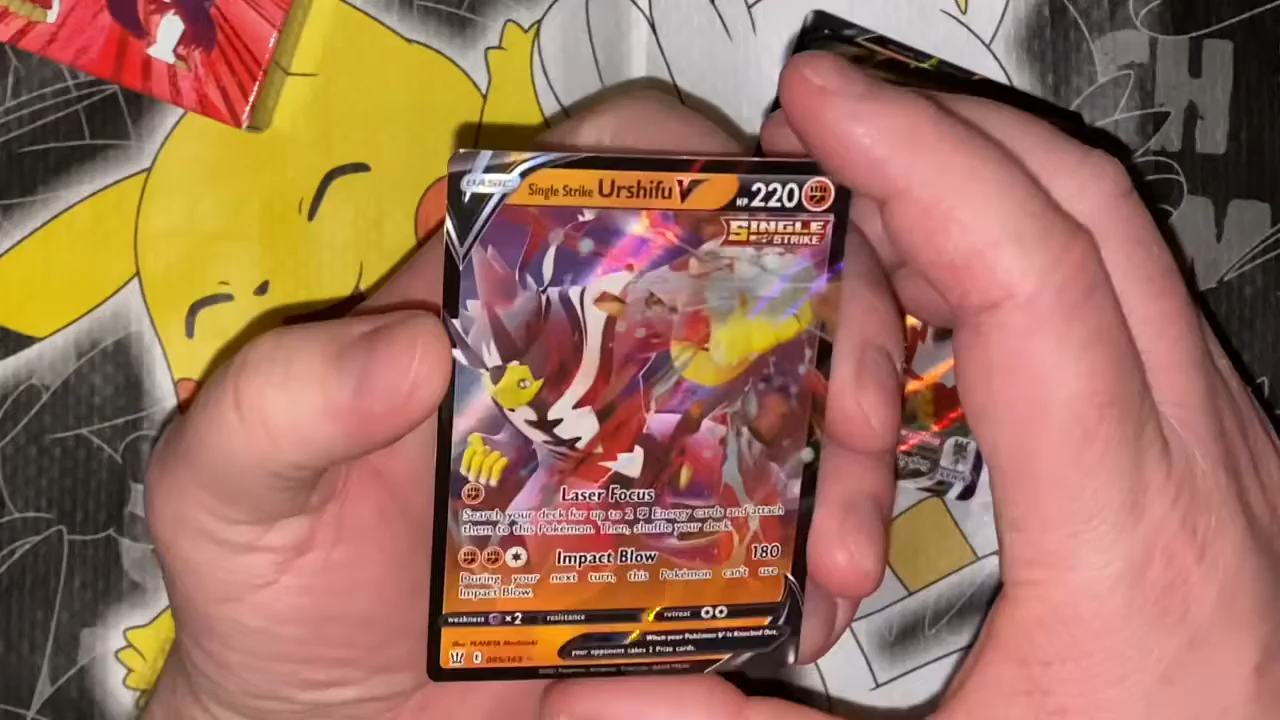 BASIC
Single Strike Urshifu V
HP 220
SINGLE
STRIKE
Laser Focus
Search your deck for up to 2 Energy cards and attach
them to this Pokémon. Then, shuffle your deck.
Impact Blow 180
During your next turn, this Pokémon can't use
Impact Blow.
weakness ×2 resistance retreat
When your Pokémon V is Knocked Out,
your opponent takes 2 Prize cards.
085/163
H